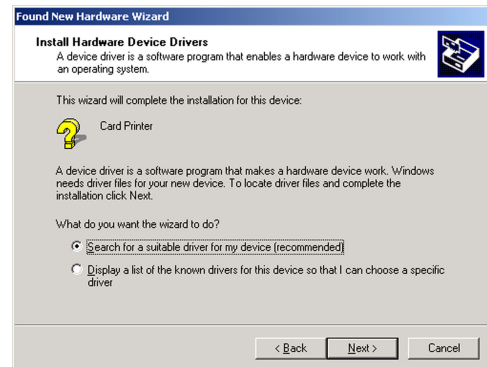 Found New Hardware Wizard
Install Hardware Device Drivers
A device driver is a software program that enables a hardware device to work with
an operating system.
This wizard will complete the installation for this device:
Card Printer
A device driver is a software program that makes a hardware device work. Windows
needs driver files for your new device. To locate driver files and complete the
installation click Next.
What do you want the wizard to do?
Search for a suitable driver for my device (recommended)
Display a list of the known drivers for this device so that I can choose a specific
driver
< Back Next > Cancel